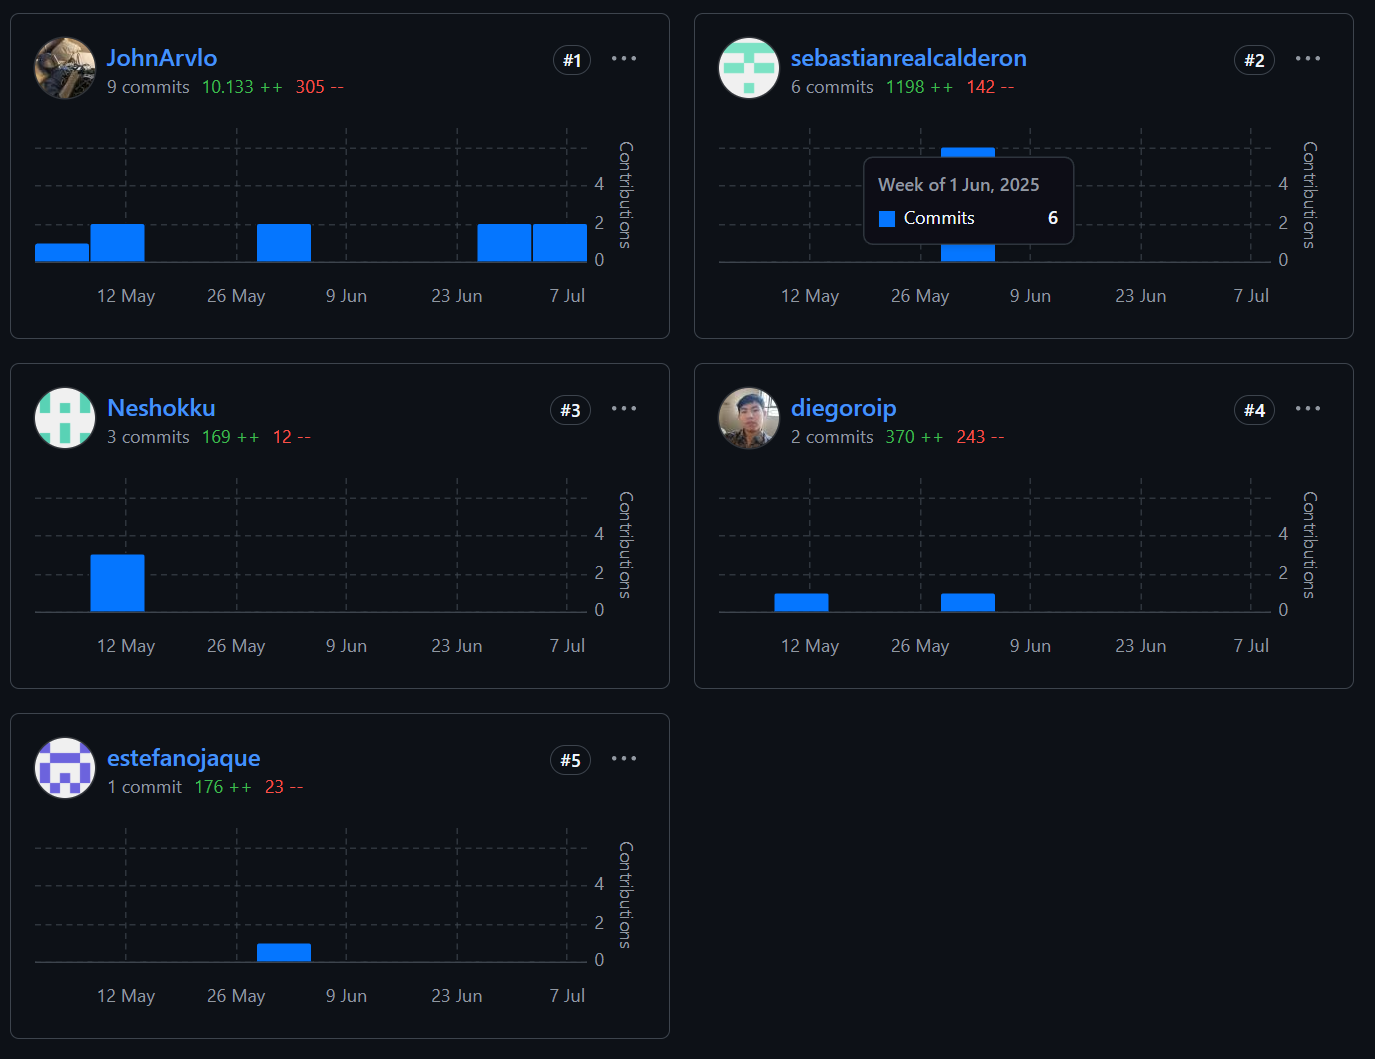 JohnArvlo
#1
9 commits 10.133 ++ 305 --
Contributions
4
2
0
12 May 26 May 9 Jun 23 Jun 7 Jul
sebastianrealcalderon
#2
6 commits 1198 ++ 142 --
Week of 1 Jun, 2025
Commits 6
Contributions
4
2
0
12 May 26 May 9 Jun 23 Jun 7 Jul
Neshokku
#3
3 commits 169 ++ 12 --
Contributions
4
2
0
12 May 26 May 9 Jun 23 Jun 7 Jul
diegoroip
#4
2 commits 370 ++ 243 --
Contributions
4
2
0
12 May 26 May 9 Jun 23 Jun 7 Jul
estefanojaque
#5
1 commit 176 ++ 23 --
Contributions
4
2
0
12 May 26 May 9 Jun 23 Jun 7 Jul